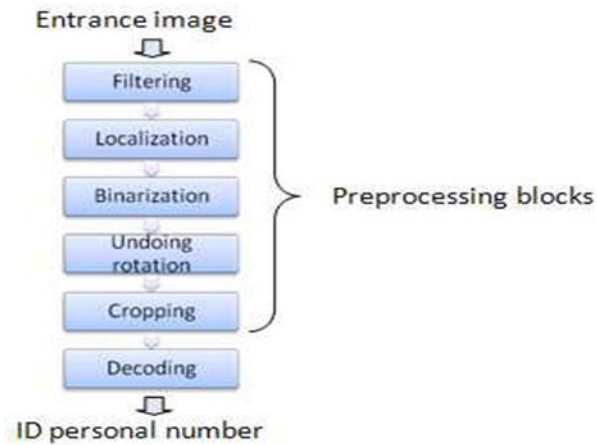 Entrance image
Filtering
Localization
Binarization
Undoing
rotation
Cropping
Decoding
ID personal number
Preprocessing blocks